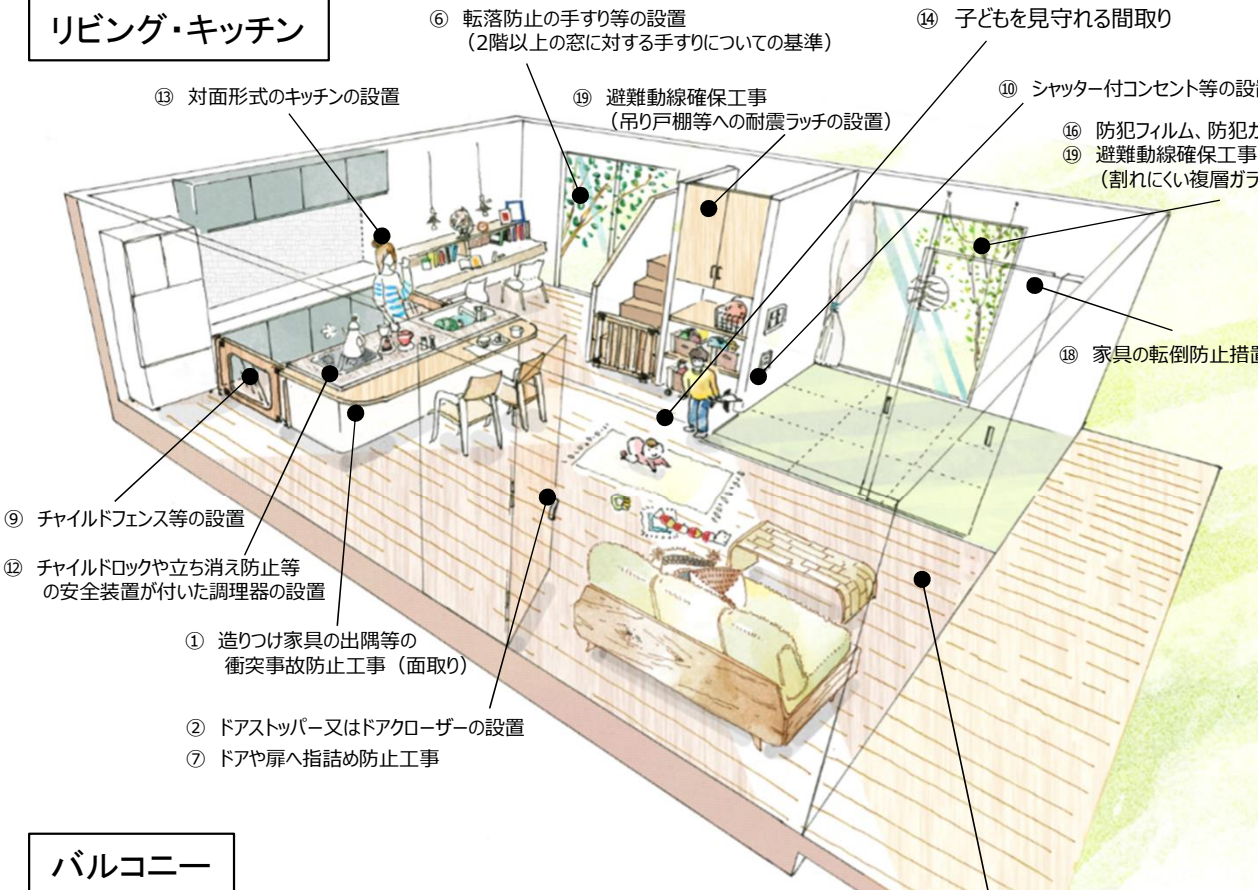 リビング・キッチン
⑥ 転落防止の手すり等の設置
（2階以上の窓に対する手すりについての基準）
⑭ 子どもを見守れる間取り
⑬ 対面形式のキッチンの設置
⑲ 避難動線確保工事
（吊り戸棚等への耐震ラッチの設置）
⑩ シャッター付コンセント等の設
⑯ 防犯フィルム、防犯
⑲ 避難動線確保工事
（割れにくい複層ガラ
⑱ 家具の転倒防止措
⑨ チャイルドフェンス等の設置
⑫ チャイルドロックや立ち消え防止等
の安全装置が付いた調理器の設置
① 造りつけ家具の出隅等の
衝突事故防止工事（面取り）
② ドアストッパー又はドアクローザーの設置
⑦ ドアや扉へ指詰め防止工事
バルコニー